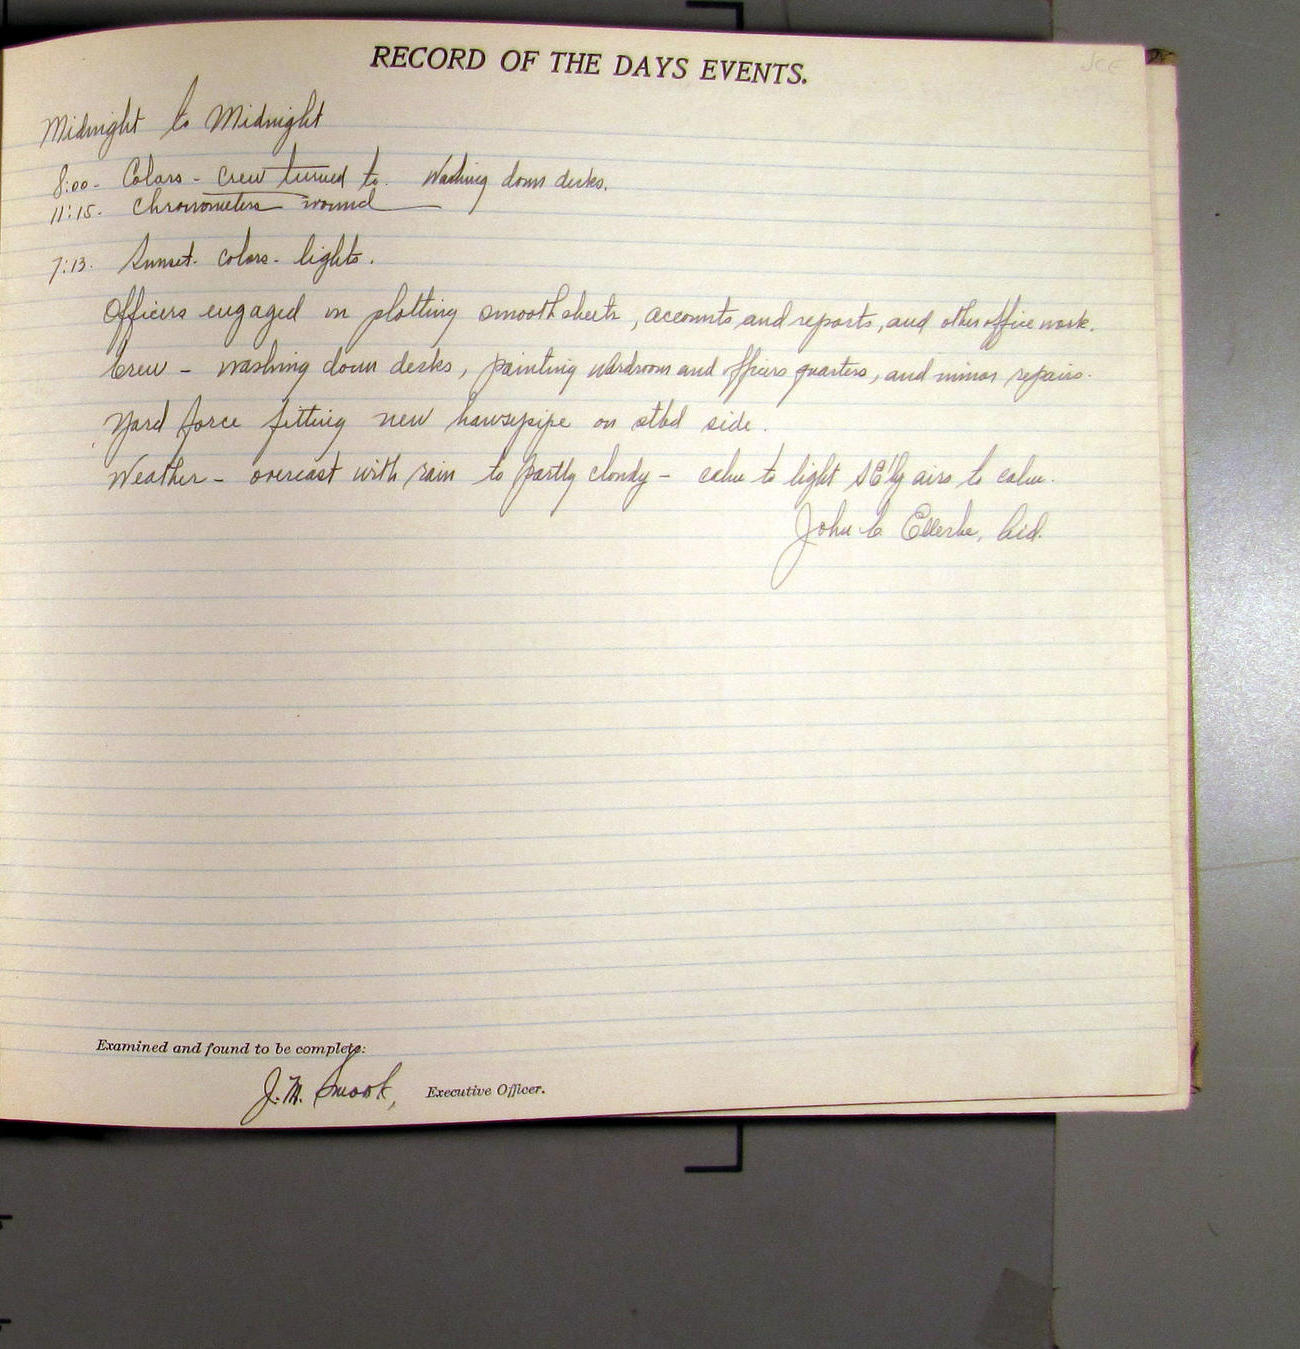 JCE
RECORD OF THE DAYS EVENTS.
Midnight to Midnight
8:00- Colors - crew turned to. Washing down decks.
11:15. Chronometers wound
7:13. Sunset. colors. lights.
Officers engaged in plotting smooth sheets, accounts and reports, and other office work.
Crew - washing down decks, painting wardroom and officers quarters, and minor repairs.
Yard force fitting new hawsepipe on stbd side.
Weather - overcast with rain to partly cloudy - calm to light SE'ly airs to calm.
John C. Ellerbe, Aid.
Examined and found to be complete:
J. M. Smook, Executive Officer.